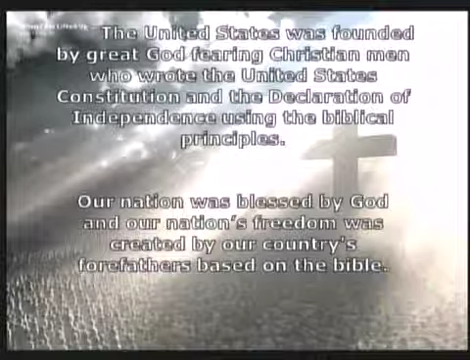 The United States was founded
by great God fearing Christian men
who wrote the United States
Constitution and the Declaration of
Independence using the biblical
principles.
Our nation was blessed by God
and our nation's freedom was
created by our country's
forefathers based on the bible.